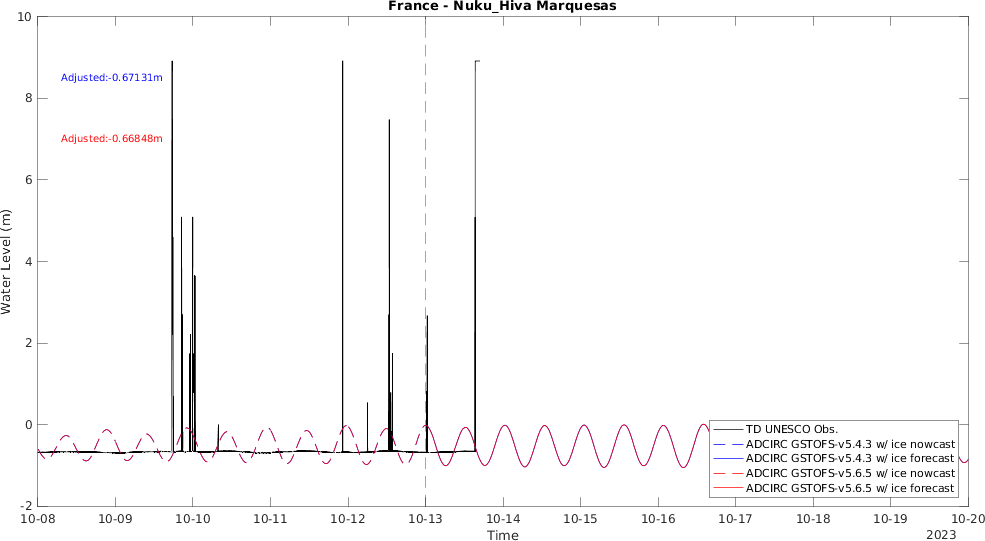 France - Nuku_Hiva Marquesas
10
8
6
4
2
0
-2
Water Level (m)
Adjusted:-0.67131m
Adjusted:-0.66848m
TD UNESCO Obs.
ADCIRC GSTOFS-v5.4.3 w/ ice nowcast
ADCIRC GSTOFS-v5.4.3 w/ ice forecast
ADCIRC GSTOFS-v5.6.5 w/ ice nowcast
ADCIRC GSTOFS-v5.6.5 w/ ice forecast
10-08 10-09 10-10 10-11 10-12 10-13 10-14 10-15 10-16 10-17 10-18 10-19 10-20
Time
2023